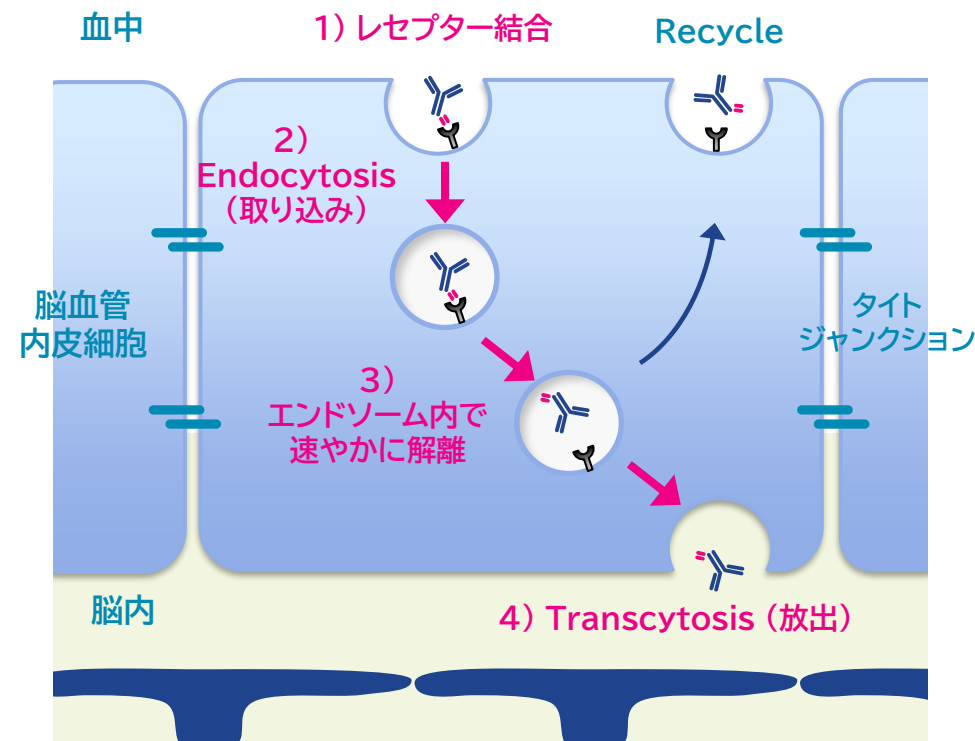 血中
1）レセプター結合
Recycle
2）
Endocytosis
（取り込み）
脳血管
内皮細胞
タイト
ジャンクション
3）
エンドソーム内で
速やかに解離
脳内
4）Transcytosis（放出）